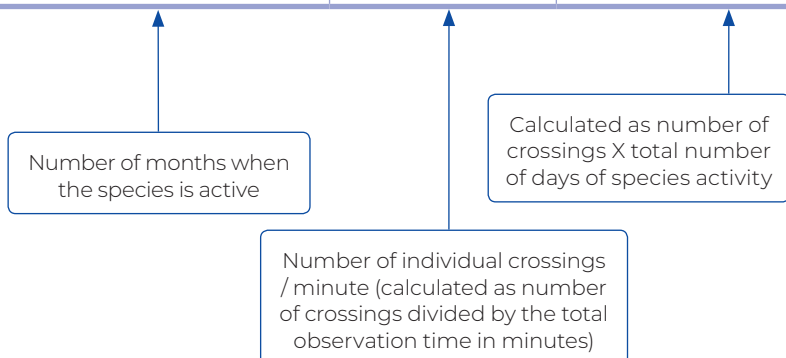 Number of months when
the species is active
Number of individual crossings
/ minute (calculated as number
of crossings divided by the total
observation time in minutes)
Calculated as number of
crossings X total number
of days of species activity